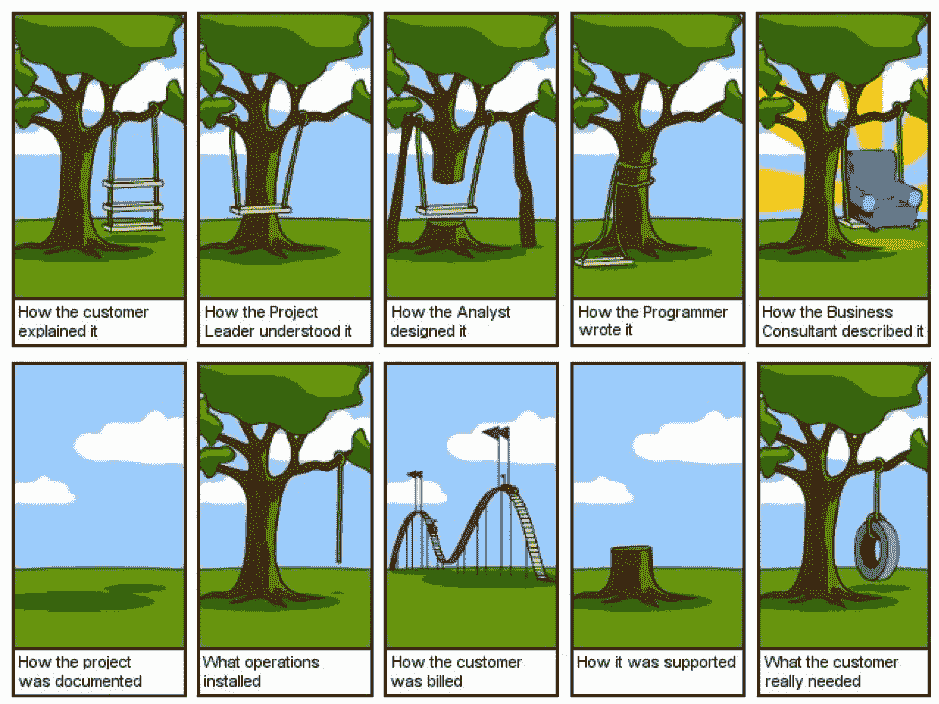 How the customer
explained it
How the Project
Leader understood it
How the Analyst
designed it
How the Programmer
wrote it
How the Business
Consultant described it
How the project
was documented
What operations
installed
How the customer
was billed
How it was supported
What the customer
really needed